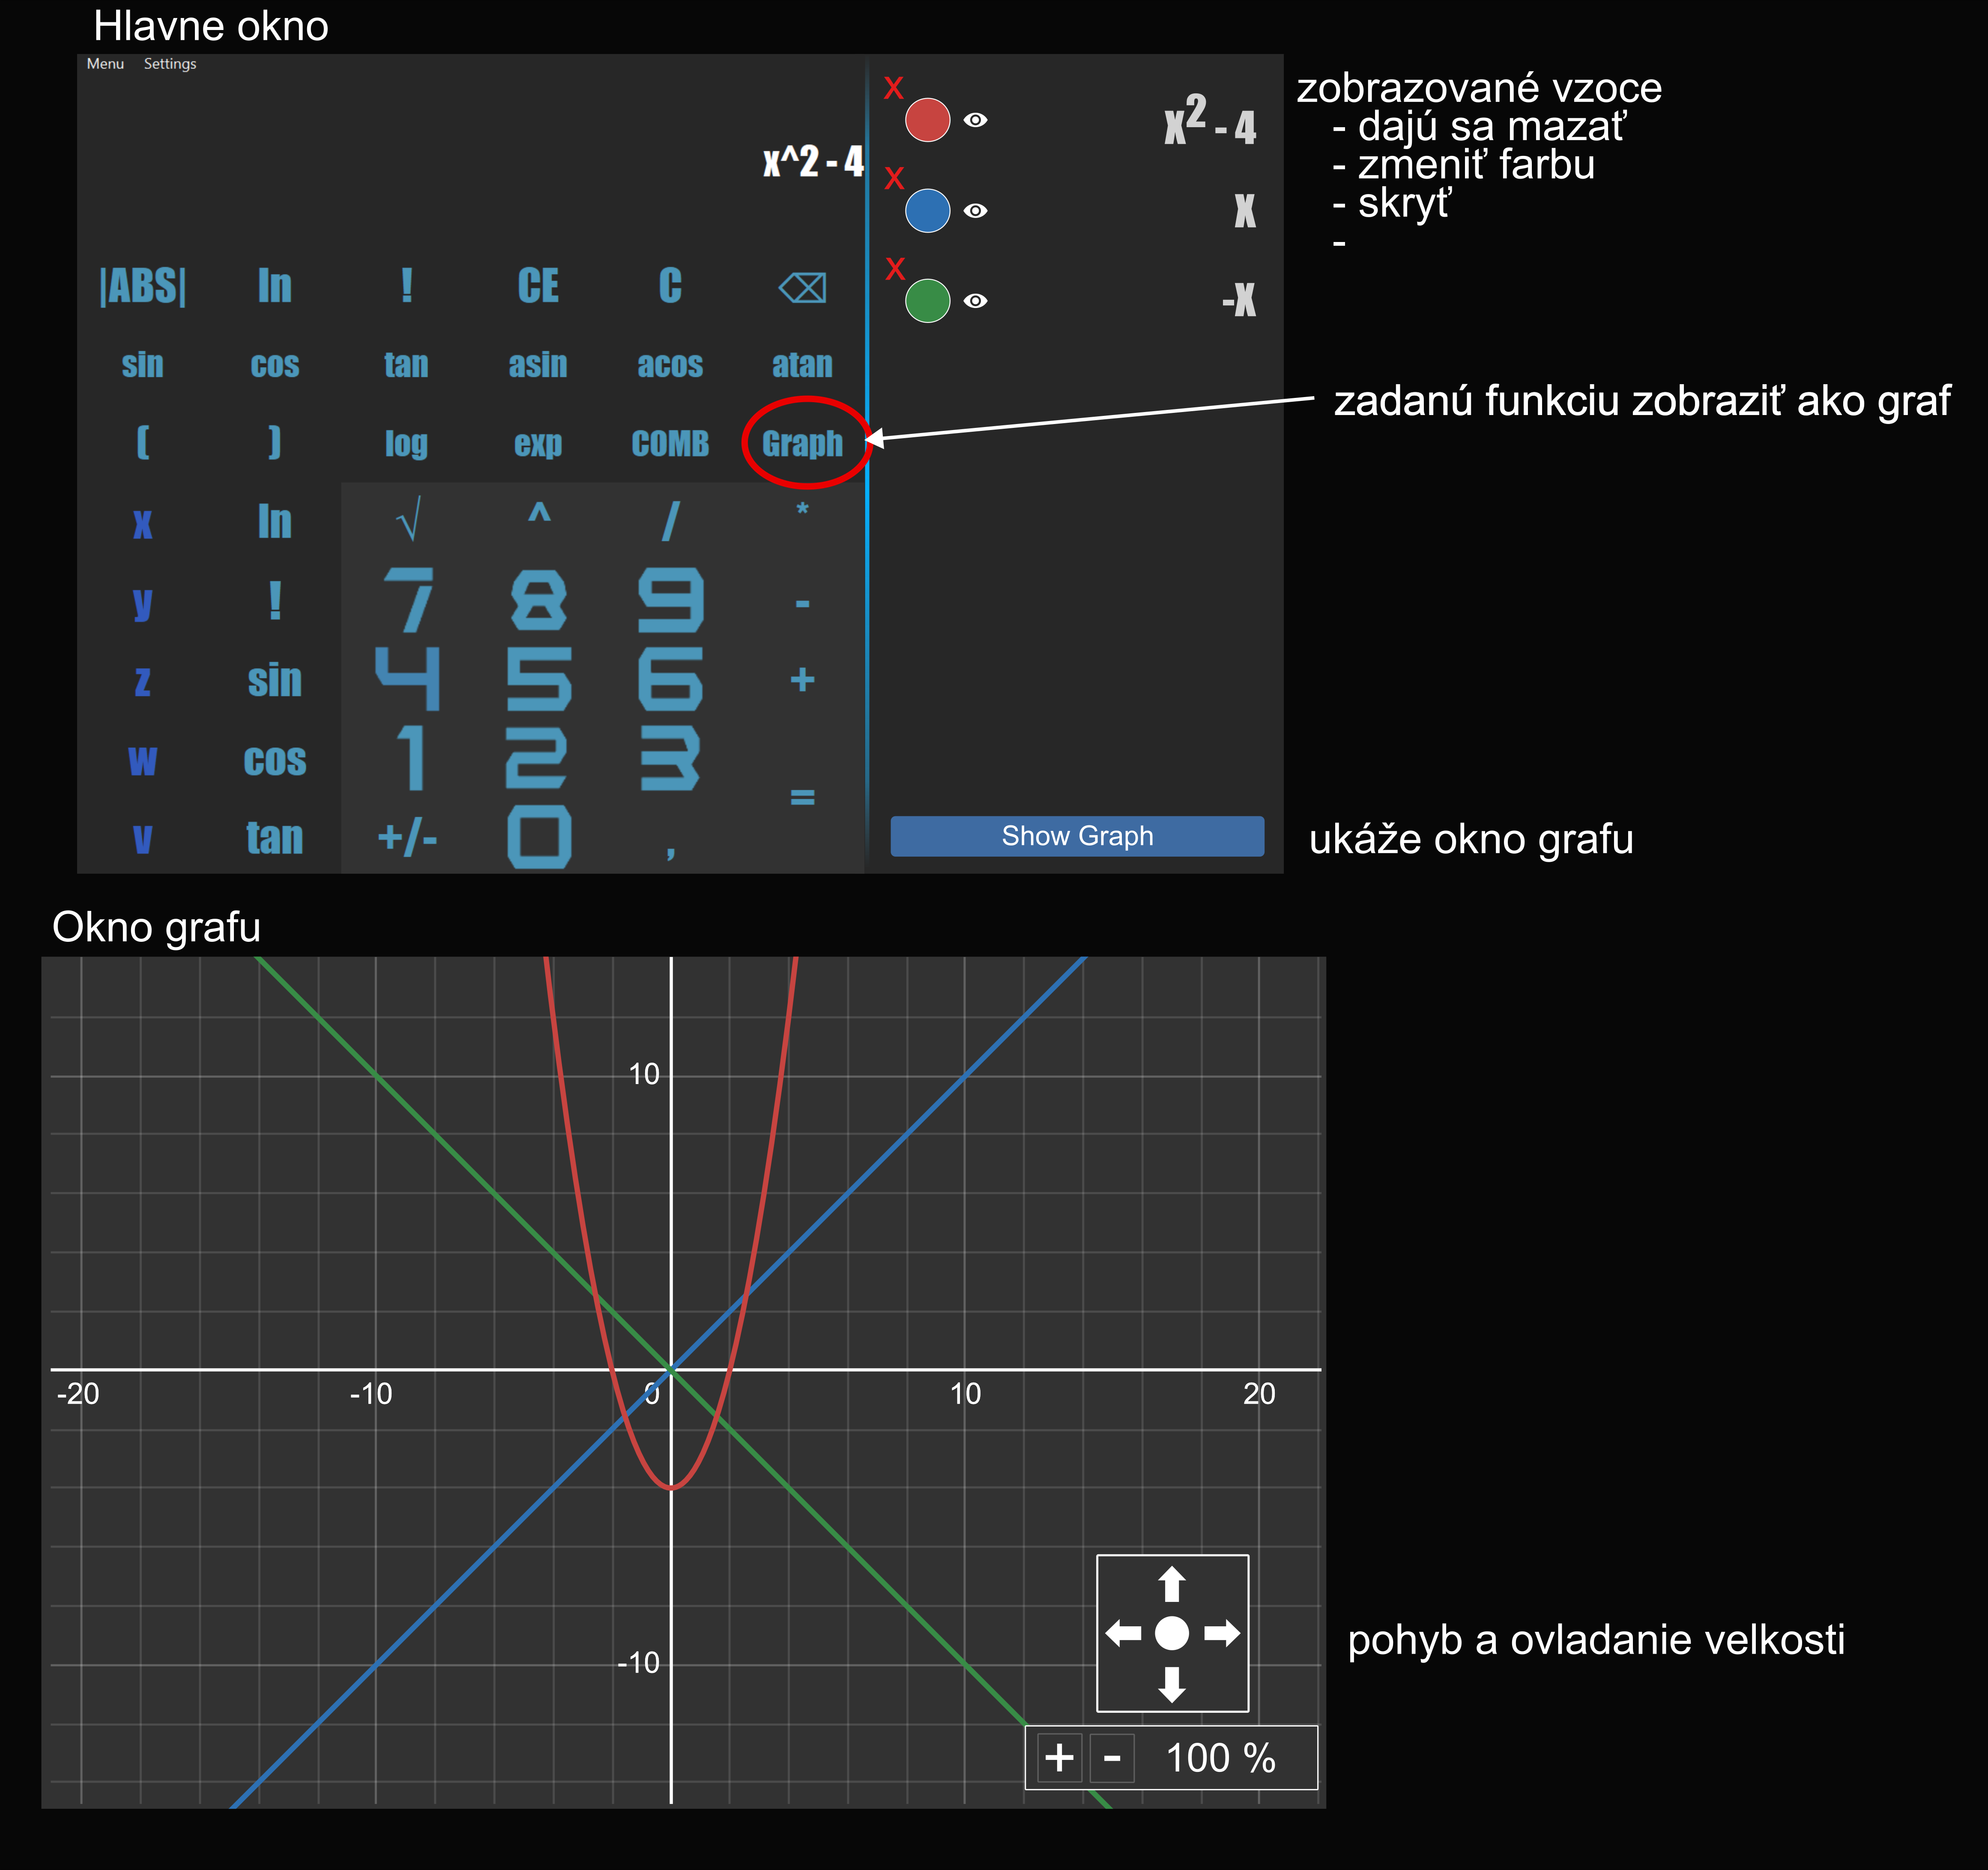 Hlavne okno
Menu Settings
x^2 - 4
|ABS| ln ! CE C ⌫
sin cos tan asin acos atan
( ) log exp COMB Graph
x ln √ ^ / *
y ! 7 8 9 -
z sin 4 5 6 +
w cos 1 2 3 =
v tan +/- 0 ,
X x² - 4
X x
X -x
Show Graph
zobrazované vzoce
- dajú sa mazať
- zmeniť farbu
- skryť
-
zadanú funkciu zobraziť ako graf
ukáže okno grafu
Okno grafu
10
-20 -10 0 10 20
-10
+ - 100 %
pohyb a ovladanie velkosti